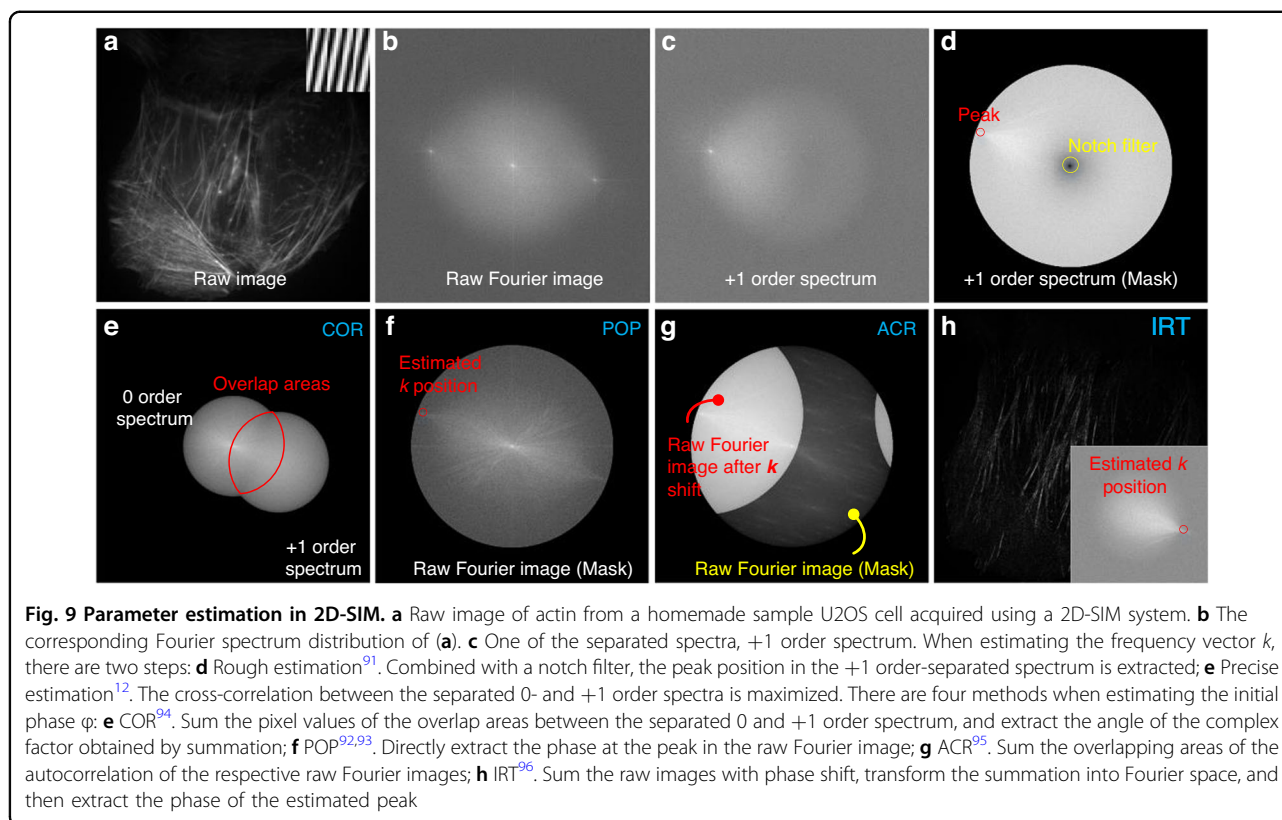 a
Raw image
b
Raw Fourier image
c
+1 order spectrum
d
Peak
Notch filter
+1 order spectrum (Mask)
e
COR
Overlap areas
0 order
spectrum
+1 order
spectrum
f
POP
Estimated
k position
Raw Fourier image (Mask)
g
ACR
Raw Fourier
image after k
shift
Raw Fourier image (Mask)
h
IRT
Estimated k
position
Fig. 9 Parameter estimation in 2D-SIM. a Raw image of actin from a homemade sample U2OS cell acquired using a 2D-SIM system. b The
corresponding Fourier spectrum distribution of (a). c One of the separated spectra, +1 order spectrum. When estimating the frequency vector k,
there are two steps: d Rough estimation91. Combined with a notch filter, the peak position in the +1 order-separated spectrum is extracted; e Precise
estimation12. The cross-correlation between the separated 0- and +1 order spectra is maximized. There are four methods when estimating the initial
phase φ: e COR94. Sum the pixel values of the overlap areas between the separated 0 and +1 order spectrum, and extract the angle of the complex
factor obtained by summation; f POP92,93. Directly extract the phase at the peak in the raw Fourier image; g ACR95. Sum the overlapping areas of the
autocorrelation of the respective raw Fourier images; h IRT96. Sum the raw images with phase shift, transform the summation into Fourier space, and
then extract the phase of the estimated peak